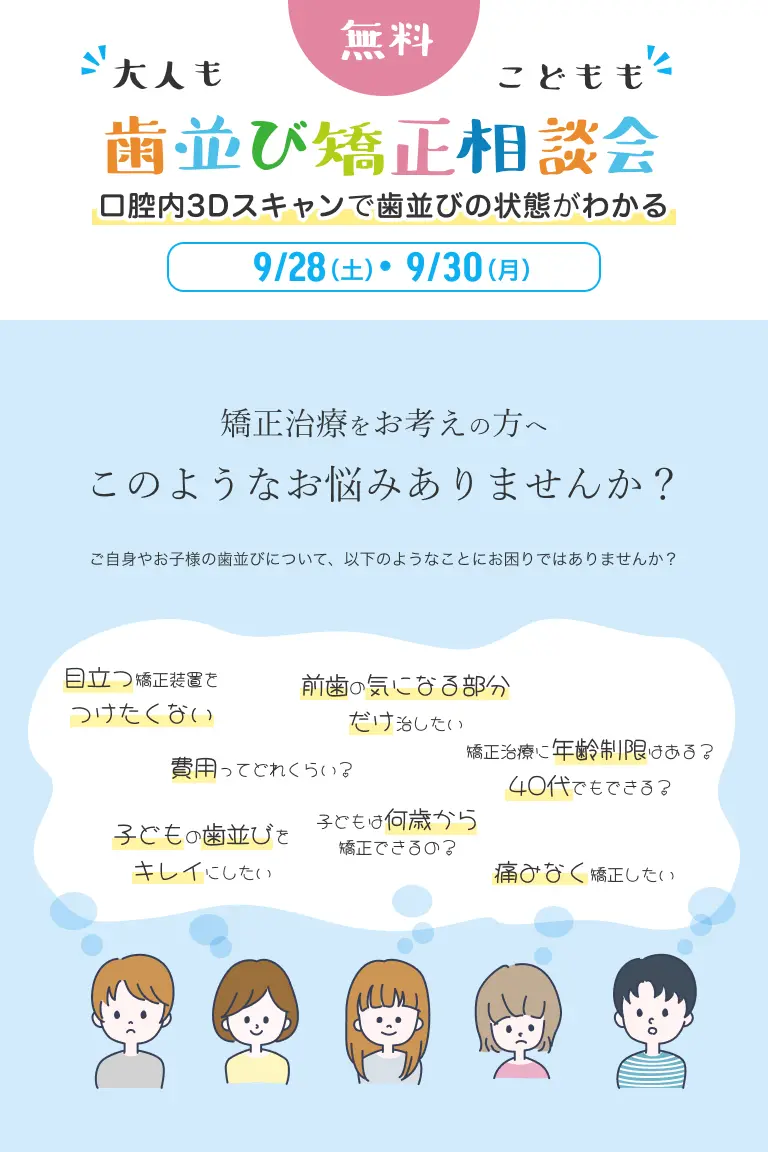 無料
大人も
こどもも
歯並び矯正相談会
口腔内3Dスキャンで歯並びの状態がわかる
9/28(土)・9/30(月)
矯正治療をお考えの方へ
このようなお悩みありませんか？
ご自身やお子様の歯並びについて、以下のようなことにお困りではありませんか？
目立つ矯正装置を
つけたくない
前歯の気になる部分
だけ治したい
費用ってどれくらい？
矯正治療に年齢制限はある？
40代でもできる？
子どもの歯並びを
キレイにしたい
子どもは何歳から
矯正できるの？
痛みなく矯正したい